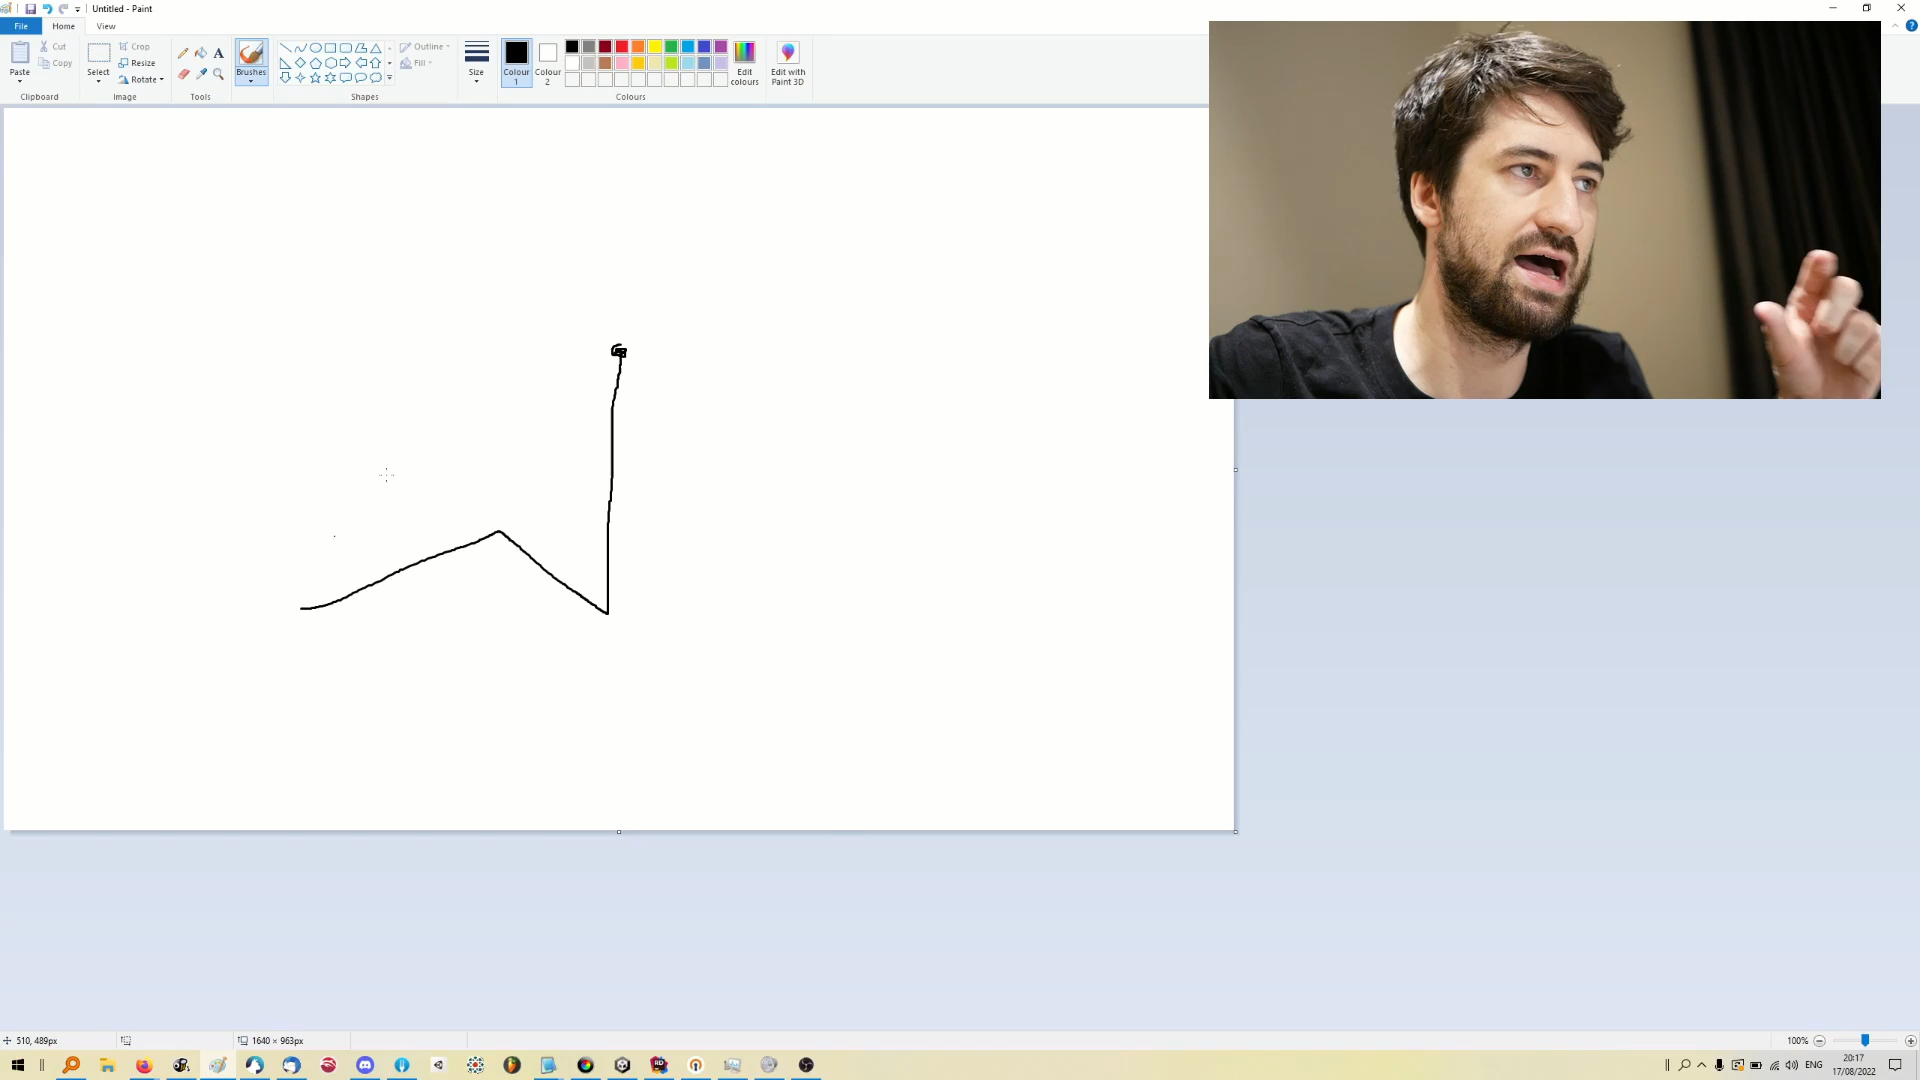 Untitled - Paint
File Home View
Paste
Cut
Copy
Clipboard
Select
Crop
Resize
Rotate
Image
Tools
Brushes
Outline
Fill
Shapes
Size
Colour 1
Colour 2
Edit colours
Colours
Edit with Paint 3D
510, 489px
1640 × 963px
100%
ENG
20:17
17/08/2022